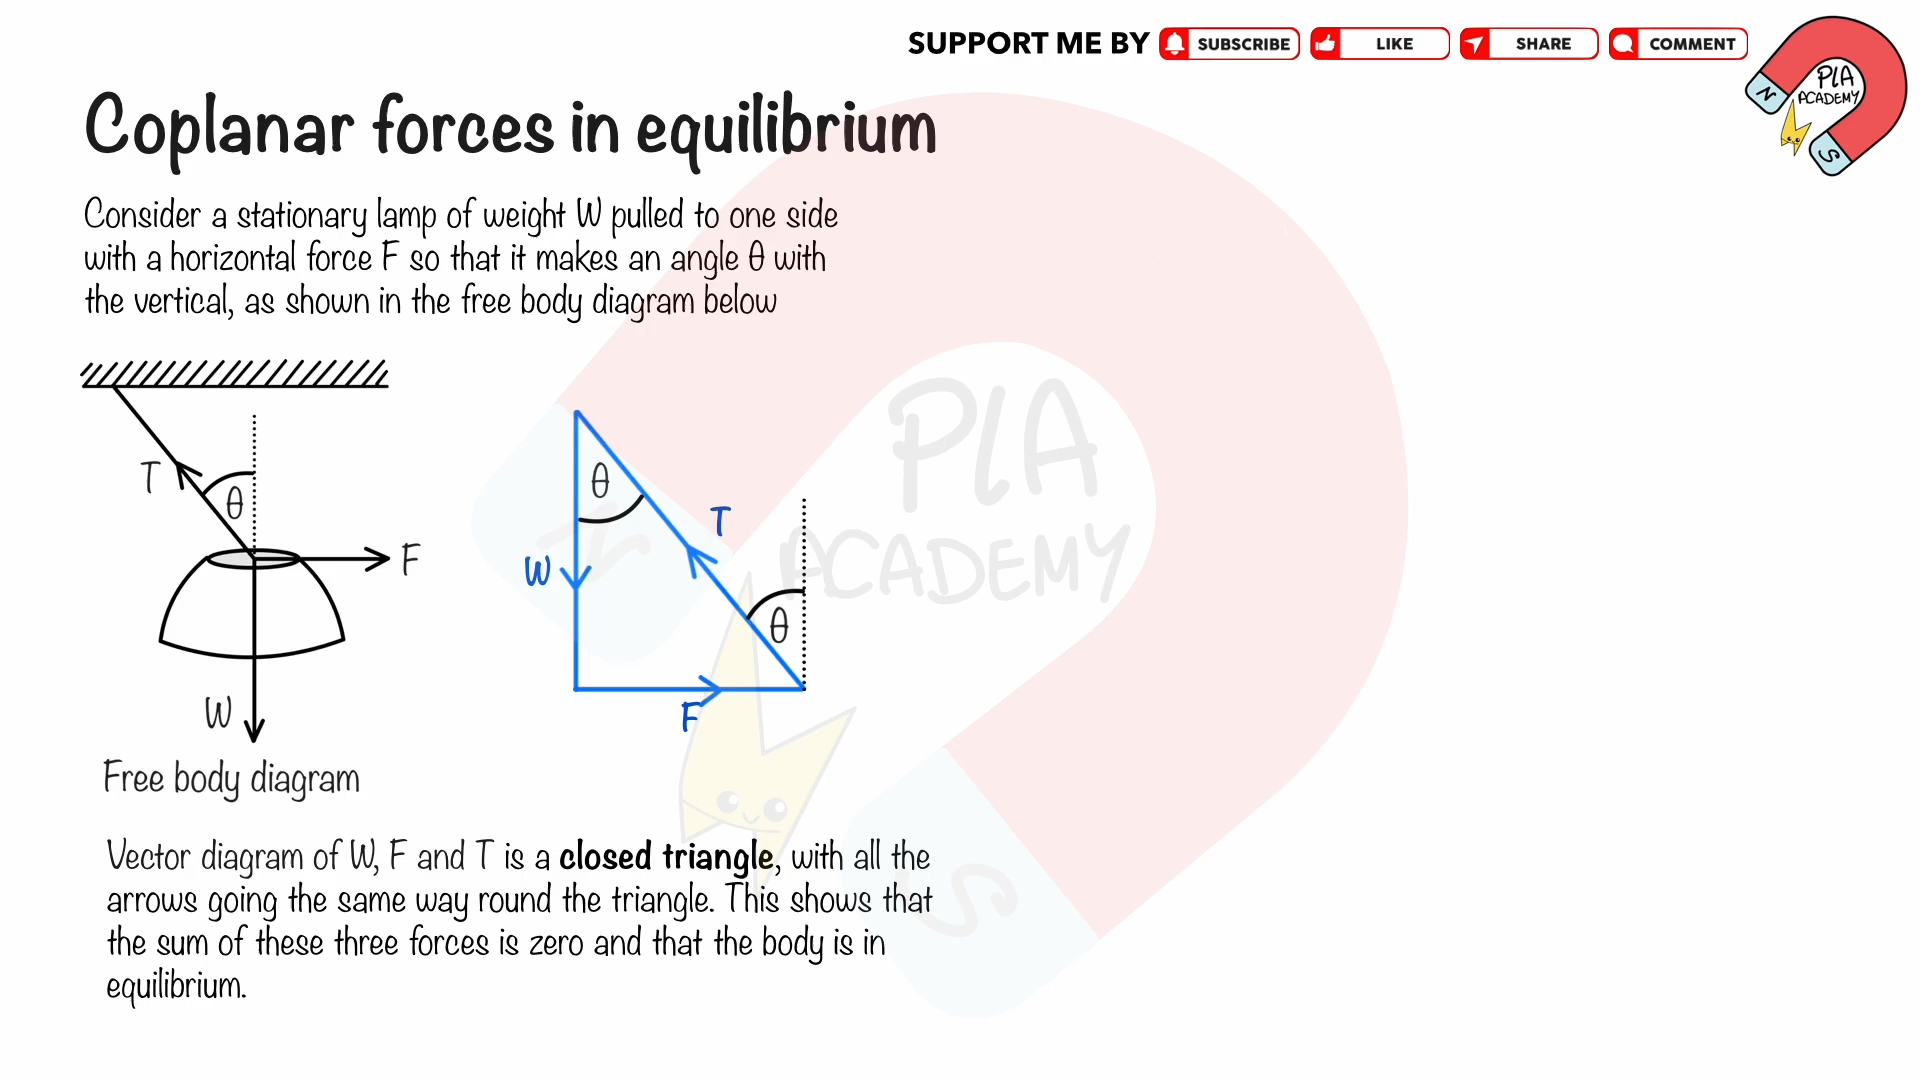 SUPPORT ME BY SUBSCRIBE LIKE SHARE COMMENT
PLA
ACADEMY
N
S
Coplanar forces in equilibrium
Consider a stationary lamp of weight W pulled to one side
with a horizontal force F so that it makes an angle θ with
the vertical, as shown in the free body diagram below
T
θ
F
W
Free body diagram
θ
T
W
θ
F
PLA
ACADEMY
N
S
Vector diagram of W, F and T is a closed triangle, with all the
arrows going the same way round the triangle. This shows that
the sum of these three forces is zero and that the body is in
equilibrium.